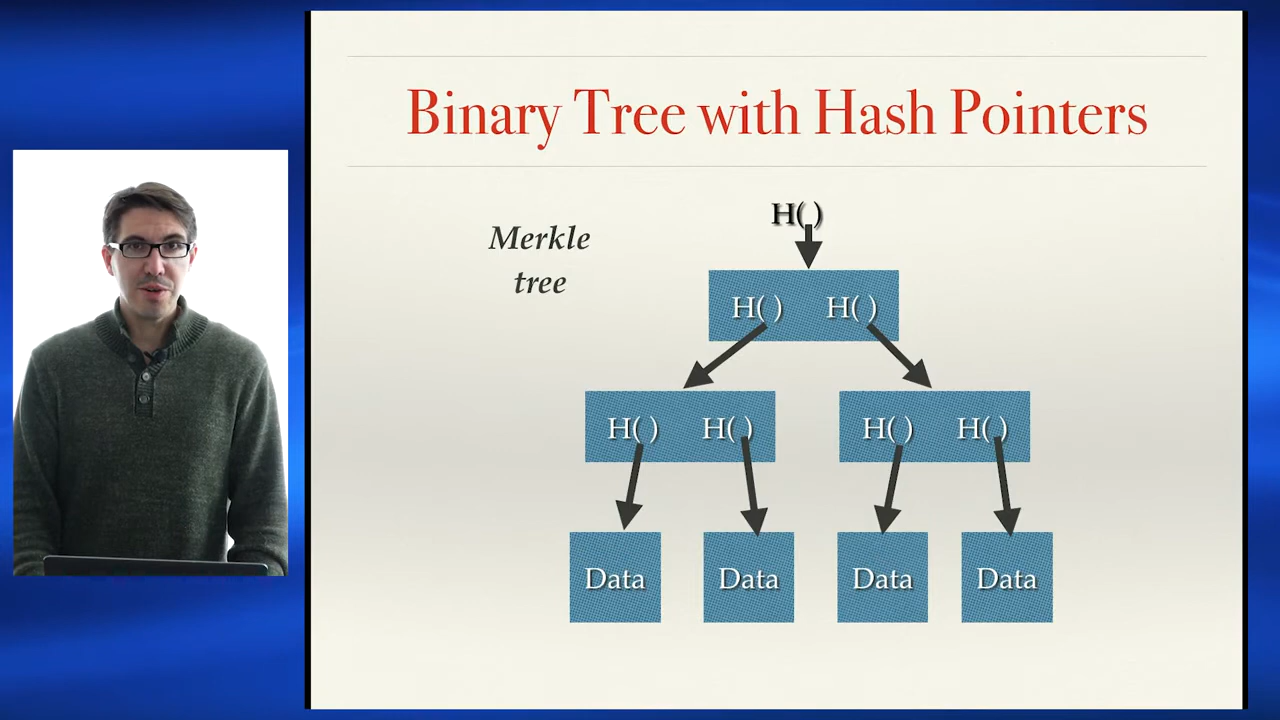 Binary Tree with Hash Pointers
H( )
Merkle
tree
H( ) H( )
H( ) H( ) H( ) H( )
Data Data Data Data